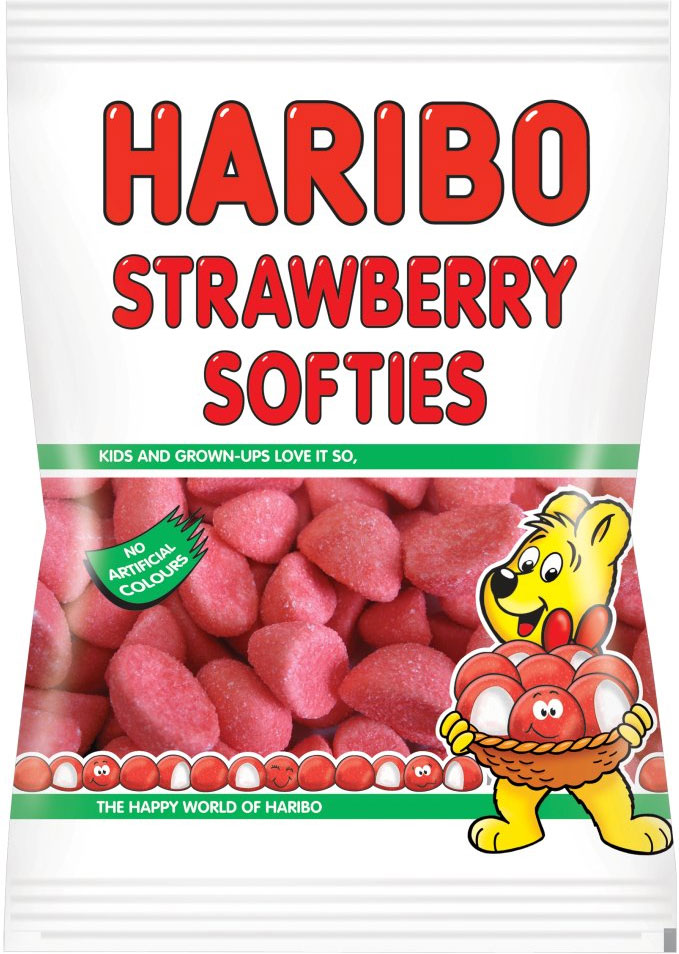 HARIBO
STRAWBERRY
SOFTIES
KIDS AND GROWN-UPS LOVE IT SO,
NO
ARTIFICIAL
COLOURS
THE HAPPY WORLD OF HARIBO